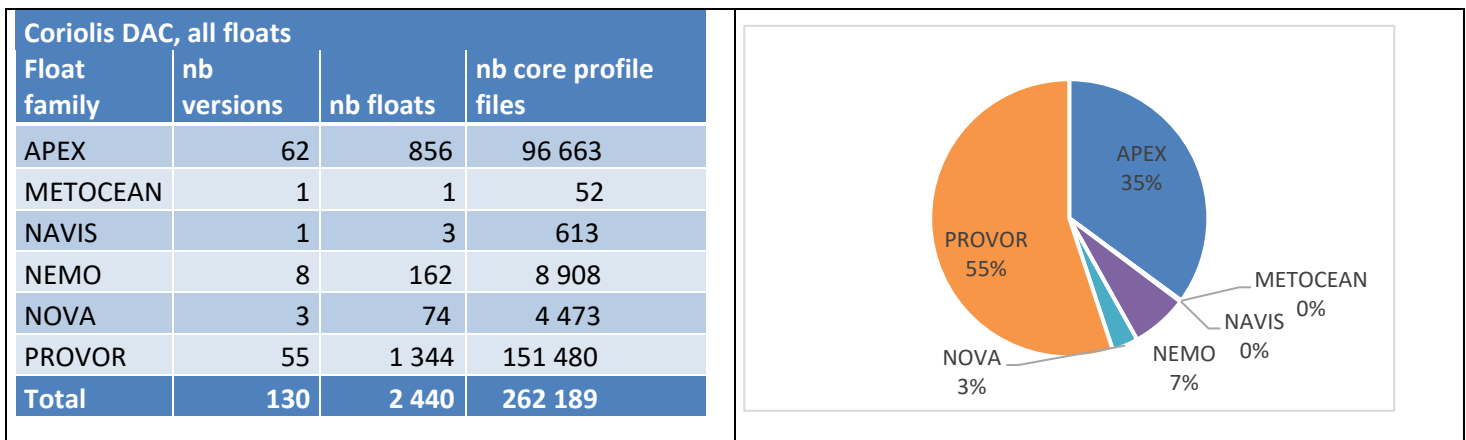 Coriolis DAC, all floats
Float family nb versions nb floats nb core profile files
APEX 62 856 96 663
METOCEAN 1 1 52
NAVIS 1 3 613
NEMO 8 162 8 908
NOVA 3 74 4 473
PROVOR 55 1 344 151 480
Total 130 2 440 262 189
APEX
35%
METOCEAN
0%
NAVIS
0%
NEMO
7%
NOVA
3%
PROVOR
55%